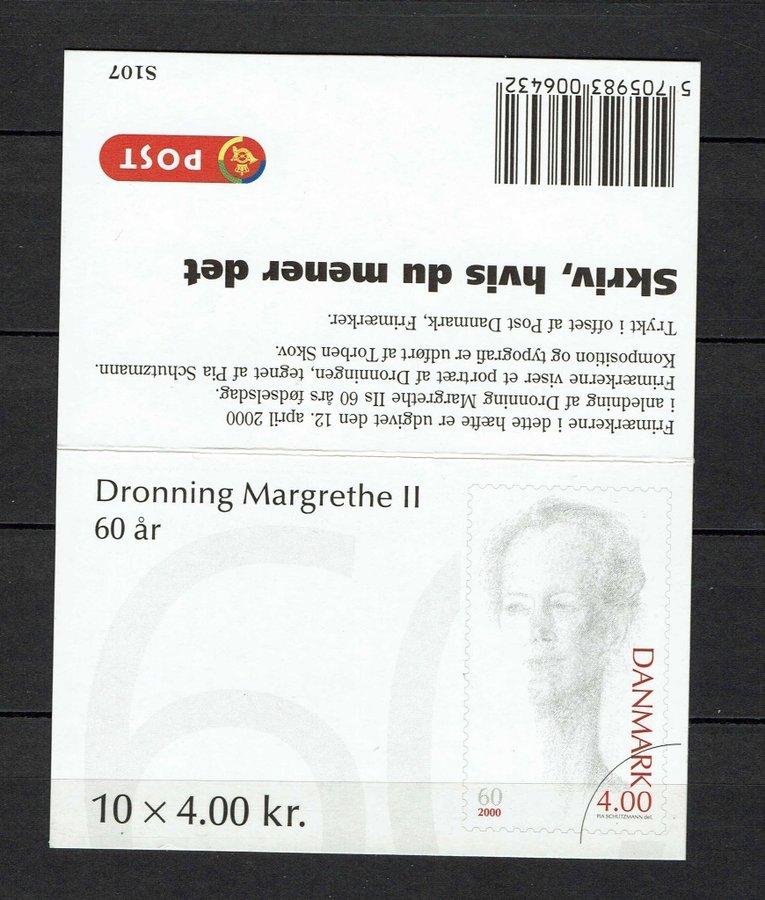 S107
5 705983 006432
POST
Skriv, hvis du mener det
Frimærkerne i dette hæfte er udgivet den 12. april 2000
i anledning af Dronning Margrethe IIs 60 års fødselsdag.
Frimærkerne viser et portræt af Dronningen, tegnet af Pia Schutzmann.
Komposition og typografi er udført af Torben Skov.
Trykt i offset af Post Danmark, Frimærker.
Dronning Margrethe II
60 år
10 × 4.00 kr.
60
2000
DANMARK
4.00
PIA SCHUTZMANN del.
60